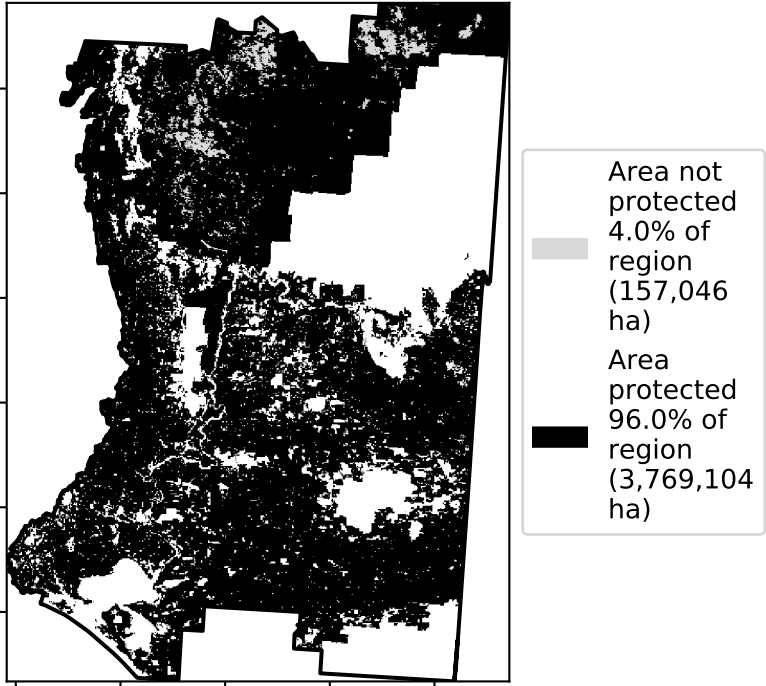 Area not
protected
4.0% of
region
(157,046
ha)
Area
protected
96.0% of
region
(3,769,104
ha)